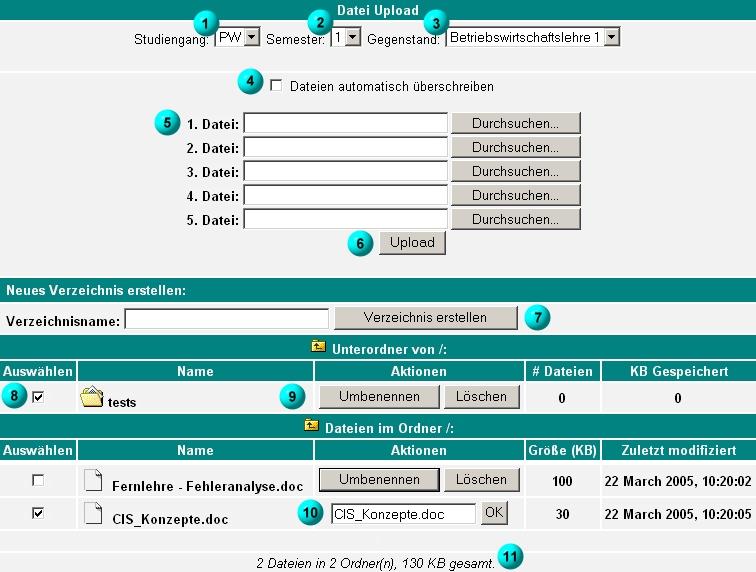 Datei Upload
1 2 3
Studiengang: PW Semester: 1 Gegenstand: Betriebswirtschaftslehre 1
4 Dateien automatisch überschreiben
5 1. Datei: Durchsuchen...
2. Datei: Durchsuchen...
3. Datei: Durchsuchen...
4. Datei: Durchsuchen...
5. Datei: Durchsuchen...
6 Upload
Neues Verzeichnis erstellen:
Verzeichnisname: Verzeichnis erstellen 7
Unterordner von /:
Auswählen Name Aktionen # Dateien KB Gespeichert
8 tests 9 Umbenennen Löschen 0 0
Dateien im Ordner /:
Auswählen Name Aktionen Größe (KB) Zuletzt modifiziert
Fernlehre - Fehleranalyse.doc Umbenennen Löschen 100 22 March 2005, 10:20:02
CIS_Konzepte.doc 10 CIS_Konzepte.doc OK 30 22 March 2005, 10:20:05
2 Dateien in 2 Ordner(n), 130 KB gesamt. 11